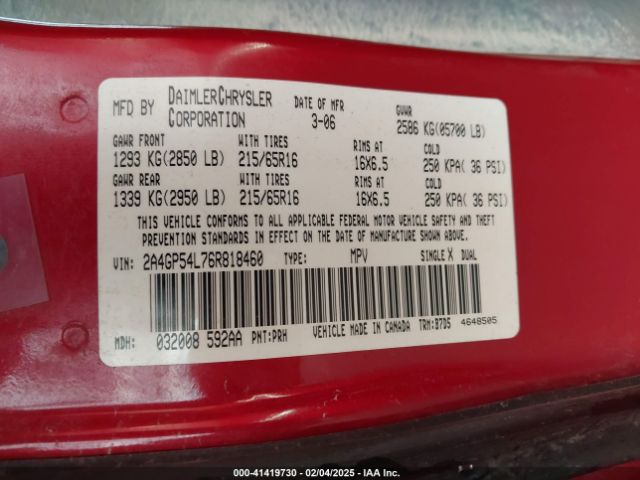 MFD BY DAIMLERCHRYSLER CORPORATION DATE OF MFR 3-06 GVWR 2586 KG(05700 LB)
GAWR FRONT WITH TIRES RIMS AT COLD
1293 KG(2850 LB) 215/65R16 16X6.5 250 KPA( 36 PSI)
GAWR REAR WITH TIRES RIMS AT COLD
1339 KG(2950 LB) 215/65R16 16X6.5 250 KPA( 36 PSI)
THIS VEHICLE CONFORMS TO ALL APPLICABLE FEDERAL MOTOR VEHICLE SAFETY AND THEFT
PREVENTION STANDARDS IN EFFECT ON THE DATE OF MANUFACTURE SHOWN ABOVE.
VIN: 2A4GP54L76R818460 TYPE: MPV SINGLE X DUAL
MDH: 032008 592AA PNT:PRH VEHICLE MADE IN CANADA TRM:B7D5 4648505
000-41419730 - 02/04/2025 - IAA Inc.